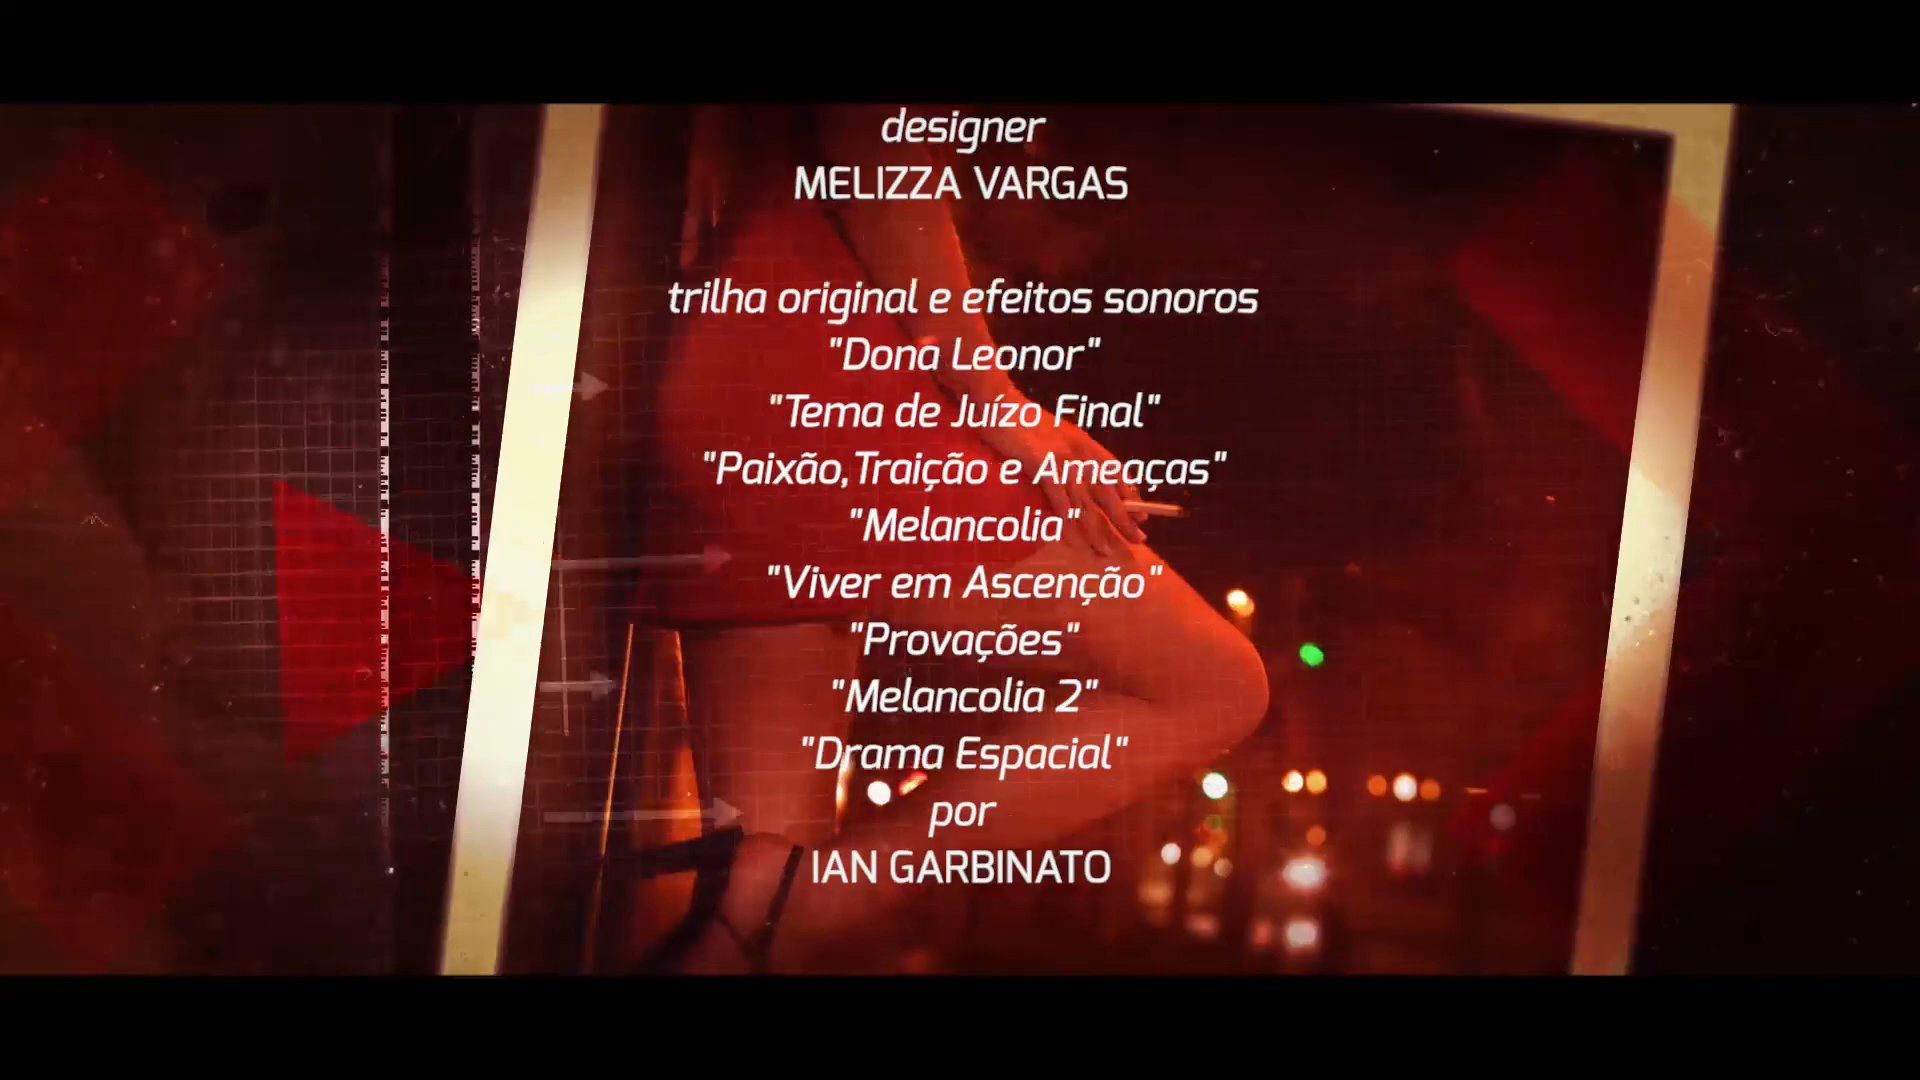 designer
MELIZZA VARGAS
trilha original e efeitos sonoros
"Dona Leonor"
"Tema de Juízo Final"
"Paixão,Traição e Ameaças"
"Melancolia"
"Viver em Ascenção"
"Provações"
"Melancolia 2"
"Drama Espacial"
por
IAN GARBINATO